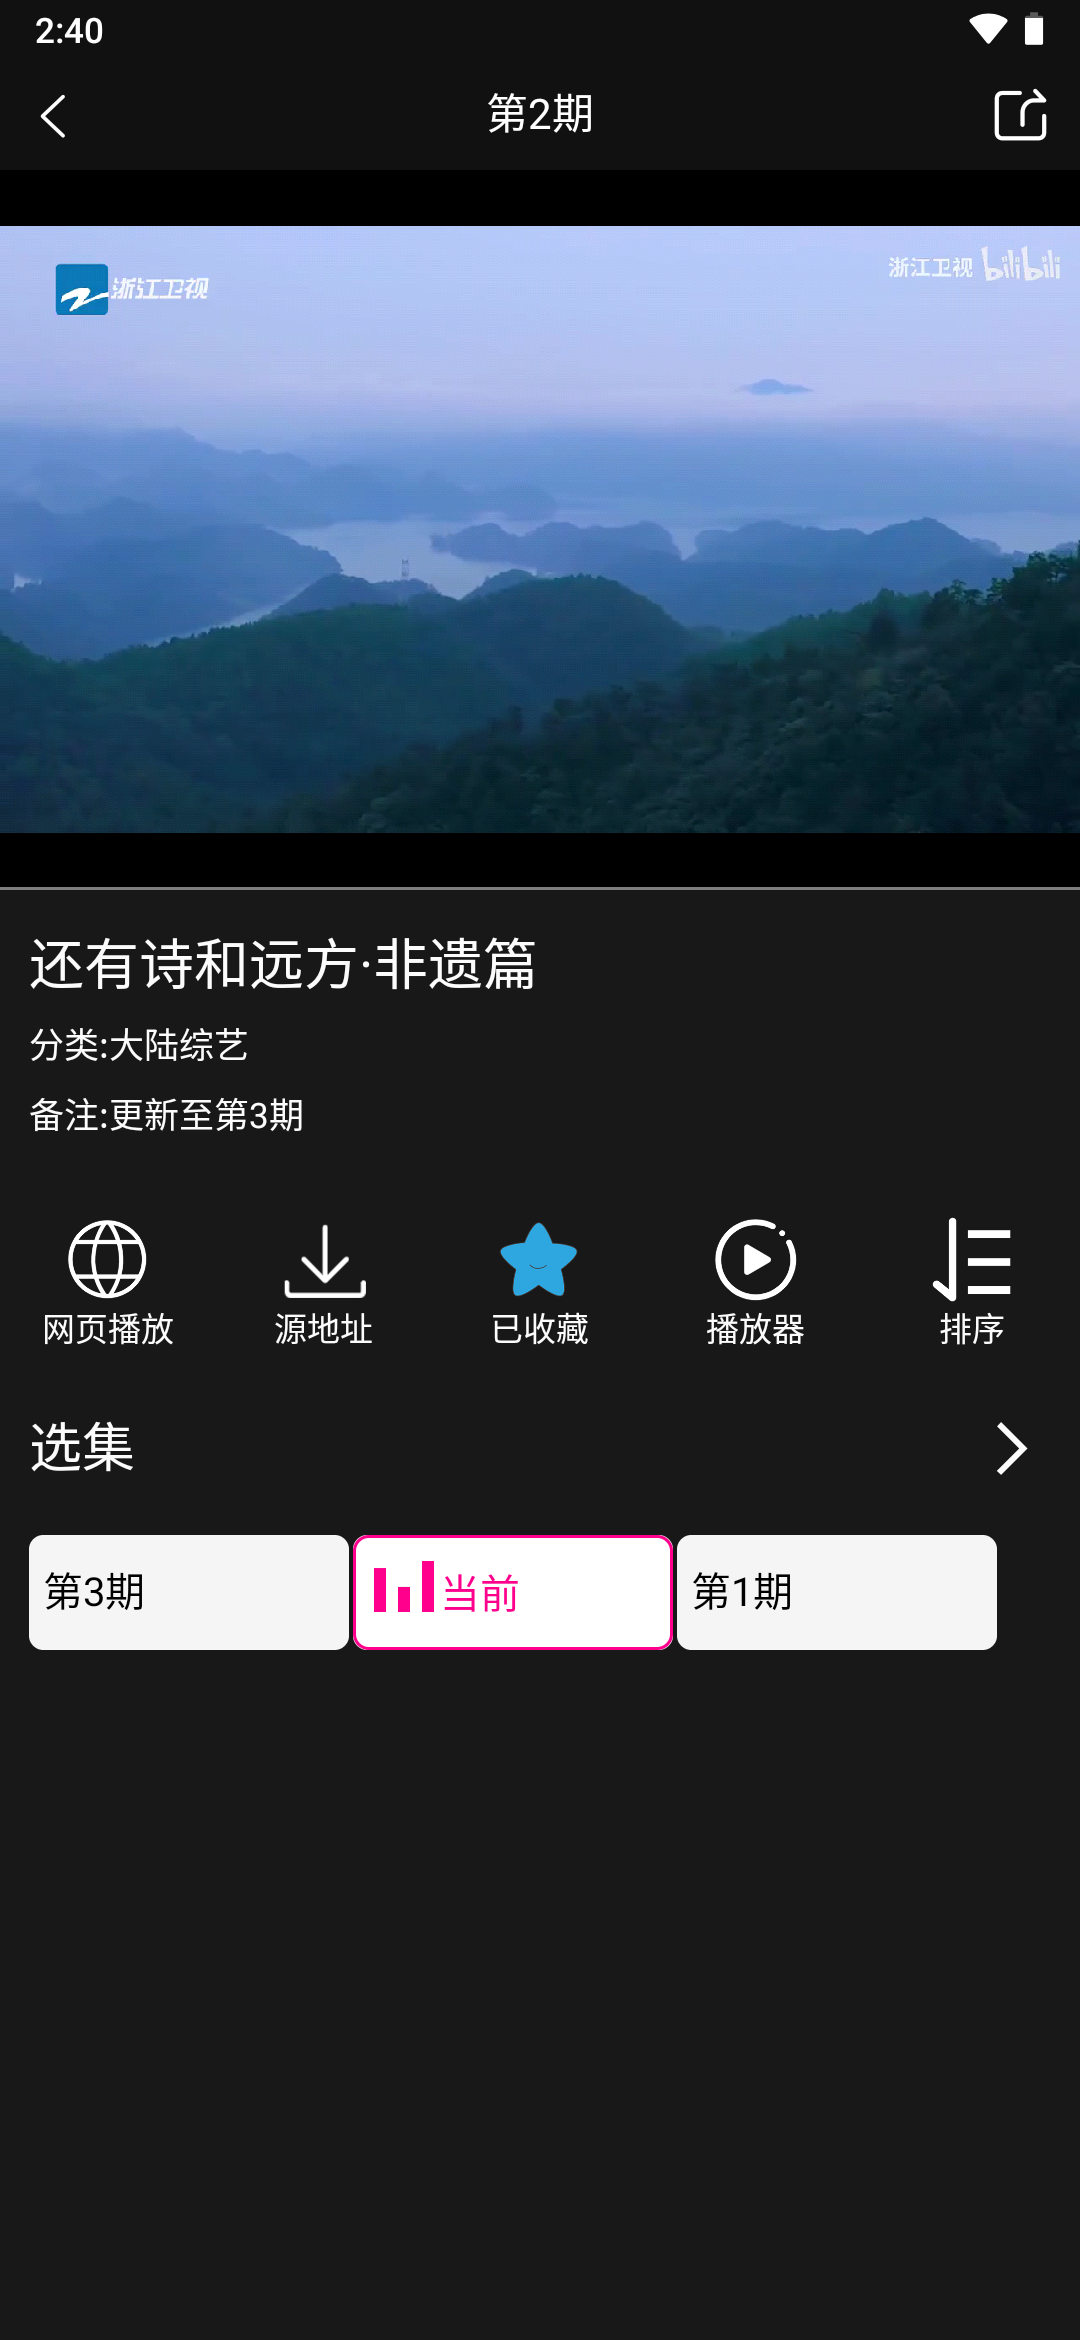 2:40
第2期
浙江卫视
浙江卫视 bilibili
还有诗和远方·非遗篇
分类:大陆综艺
备注:更新至第3期
网页播放 源地址 已收藏 播放器 排序
选集
第3期 当前 第1期